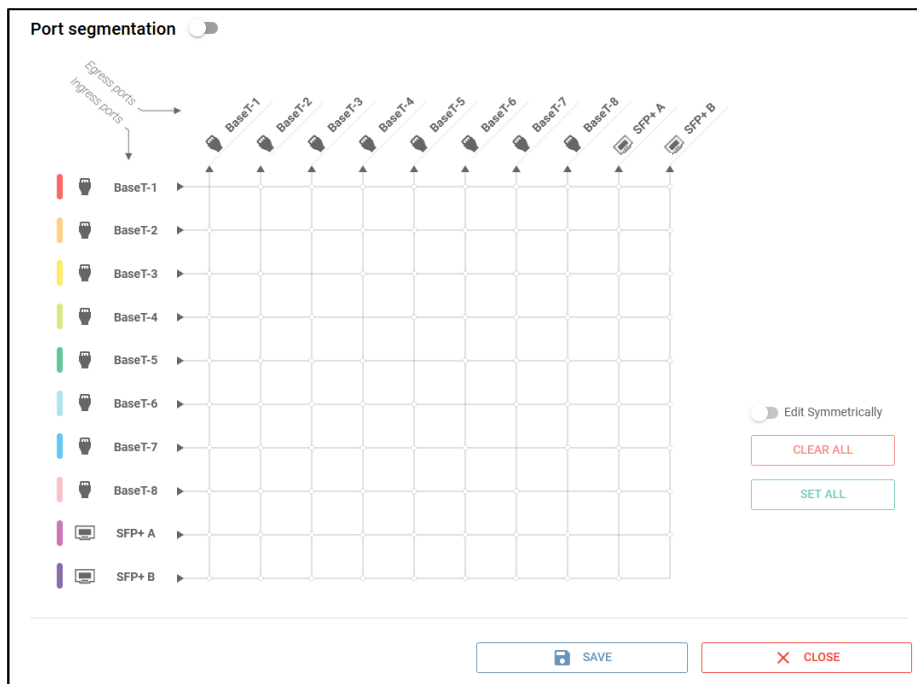 Port segmentation
Egress ports
Ingress ports
BaseT-1
BaseT-2
BaseT-3
BaseT-4
BaseT-5
BaseT-6
BaseT-7
BaseT-8
SFP+ A
SFP+ B
BaseT-1
BaseT-2
BaseT-3
BaseT-4
BaseT-5
BaseT-6
BaseT-7
BaseT-8
SFP+ A
SFP+ B
Edit Symmetrically
CLEAR ALL
SET ALL
SAVE
CLOSE